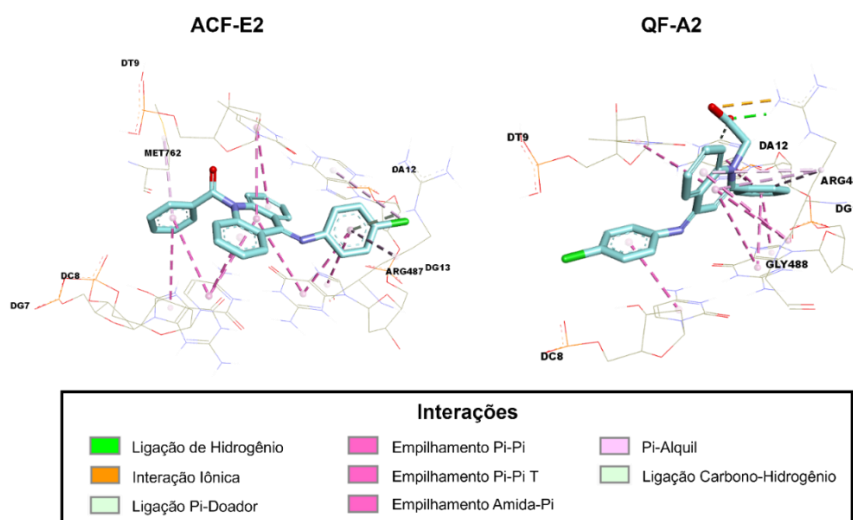 ACF-E2
QF-A2
DT9
MET762
DA12
ARG487
DG13
DC8
DG7
DT9
DA12
ARG4
DG
GLY488
DC8
Interações
Ligação de Hidrogênio
Empilhamento Pi-Pi
Pi-Alquil
Interação Iônica
Empilhamento Pi-Pi T
Ligação Carbono-Hidrogênio
Ligação Pi-Doador
Empilhamento Amida-Pi